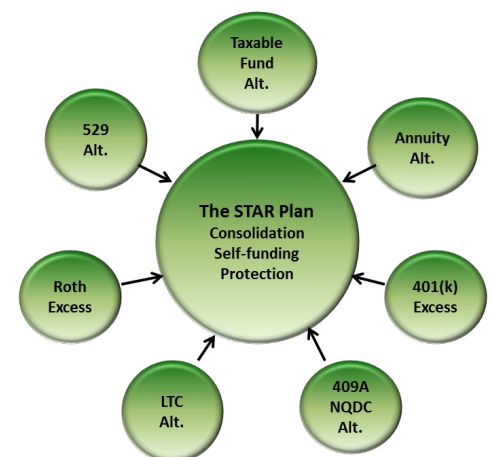 Taxable
Fund
Alt.
529
Alt.
Annuity
Alt.
The STAR Plan
Consolidation
Self-funding
Protection
Roth
Excess
401(k)
Excess
LTC
Alt.
409A
NQDC
Alt.